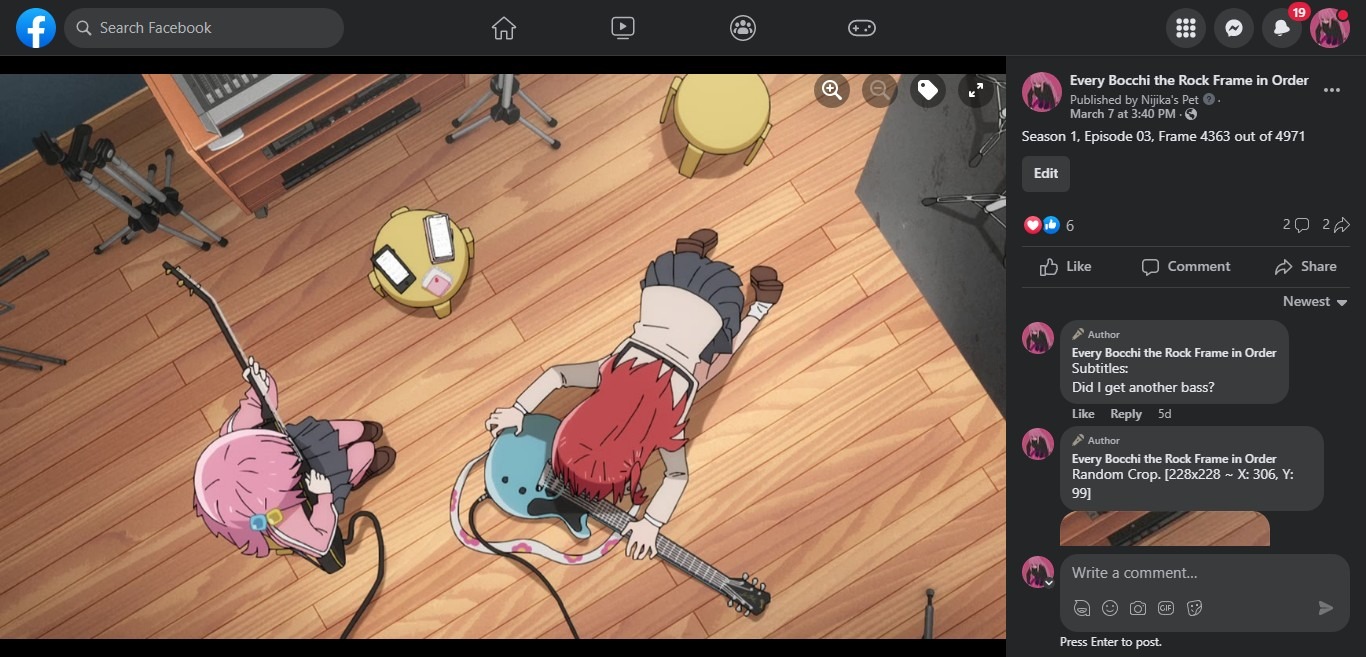 Search Facebook
19
Every Bocchi the Rock Frame in Order
Published by Nijika's Pet ·
March 7 at 3:40 PM ·
Season 1, Episode 03, Frame 4363 out of 4971
Edit
6
2
2
Like
Comment
Share
Newest
Author
Every Bocchi the Rock Frame in Order
Subtitles:
Did I get another bass?
Like Reply 5d
Author
Every Bocchi the Rock Frame in Order
Random Crop. [228x228 ~ X: 306, Y:
99]
Write a comment...
GIF
Press Enter to post.